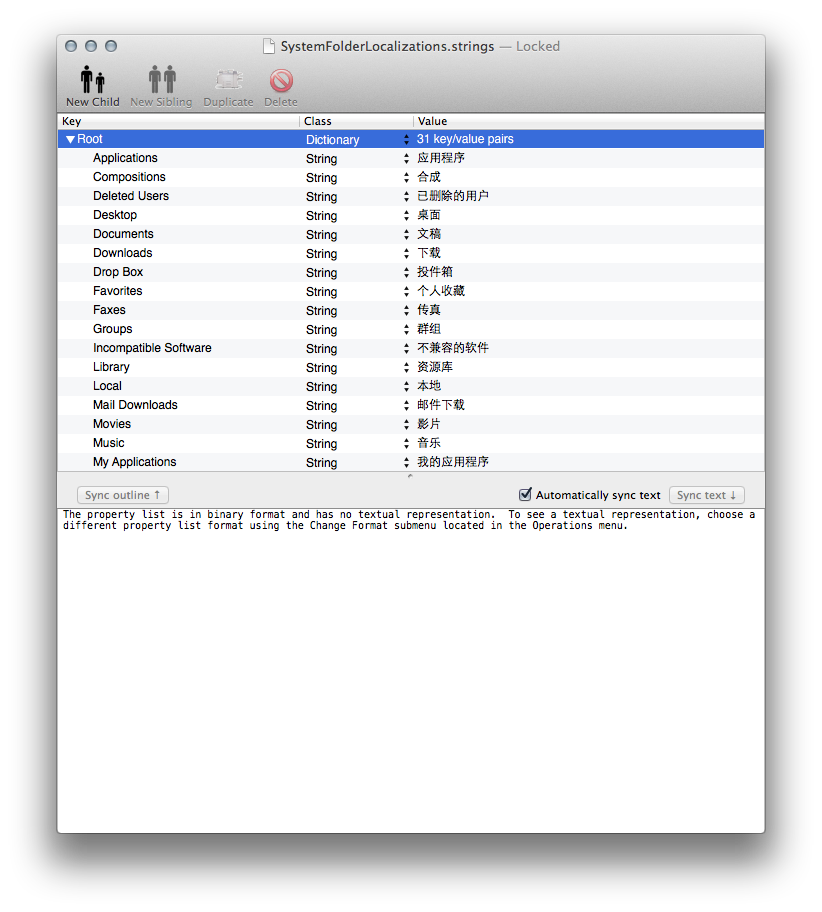 SystemFolderLocalizations.strings — Locked
New Child New Sibling Duplicate Delete
Key Class Value
Root Dictionary 31 key/value pairs
Applications String 应用程序
Compositions String 合成
Deleted Users String 已删除的用户
Desktop String 桌面
Documents String 文稿
Downloads String 下载
Drop Box String 投件箱
Favorites String 个人收藏
Faxes String 传真
Groups String 群组
Incompatible Software String 不兼容的软件
Library String 资源库
Local String 本地
Mail Downloads String 邮件下载
Movies String 影片
Music String 音乐
My Applications String 我的应用程序
Sync outline ↑ Automatically sync text Sync text ↓
The property list is in binary format and has no textual representation.  To see a textual representation, choose a
different property list format using the Change Format submenu located in the Operations menu.